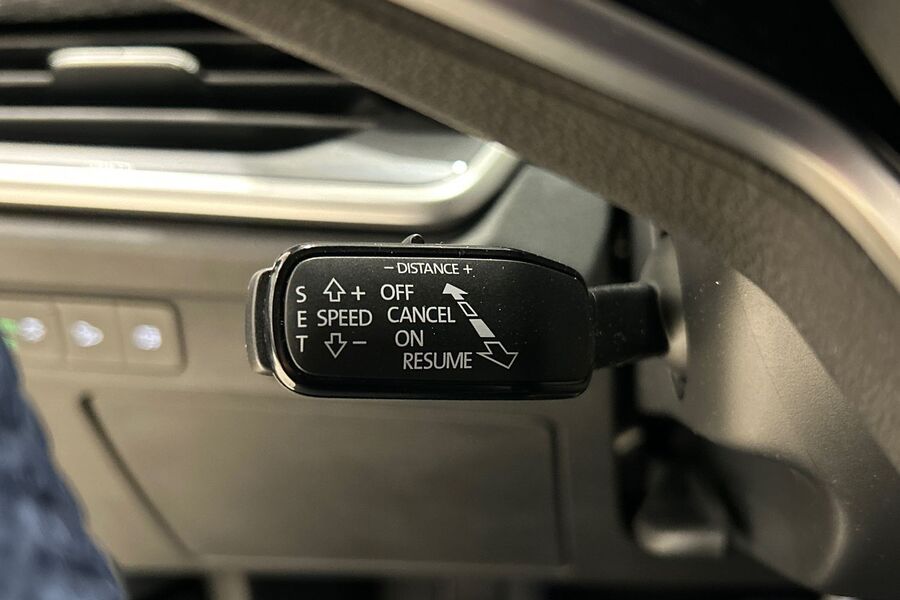 − DISTANCE +
S + OFF
E SPEED CANCEL
T − ON
RESUME